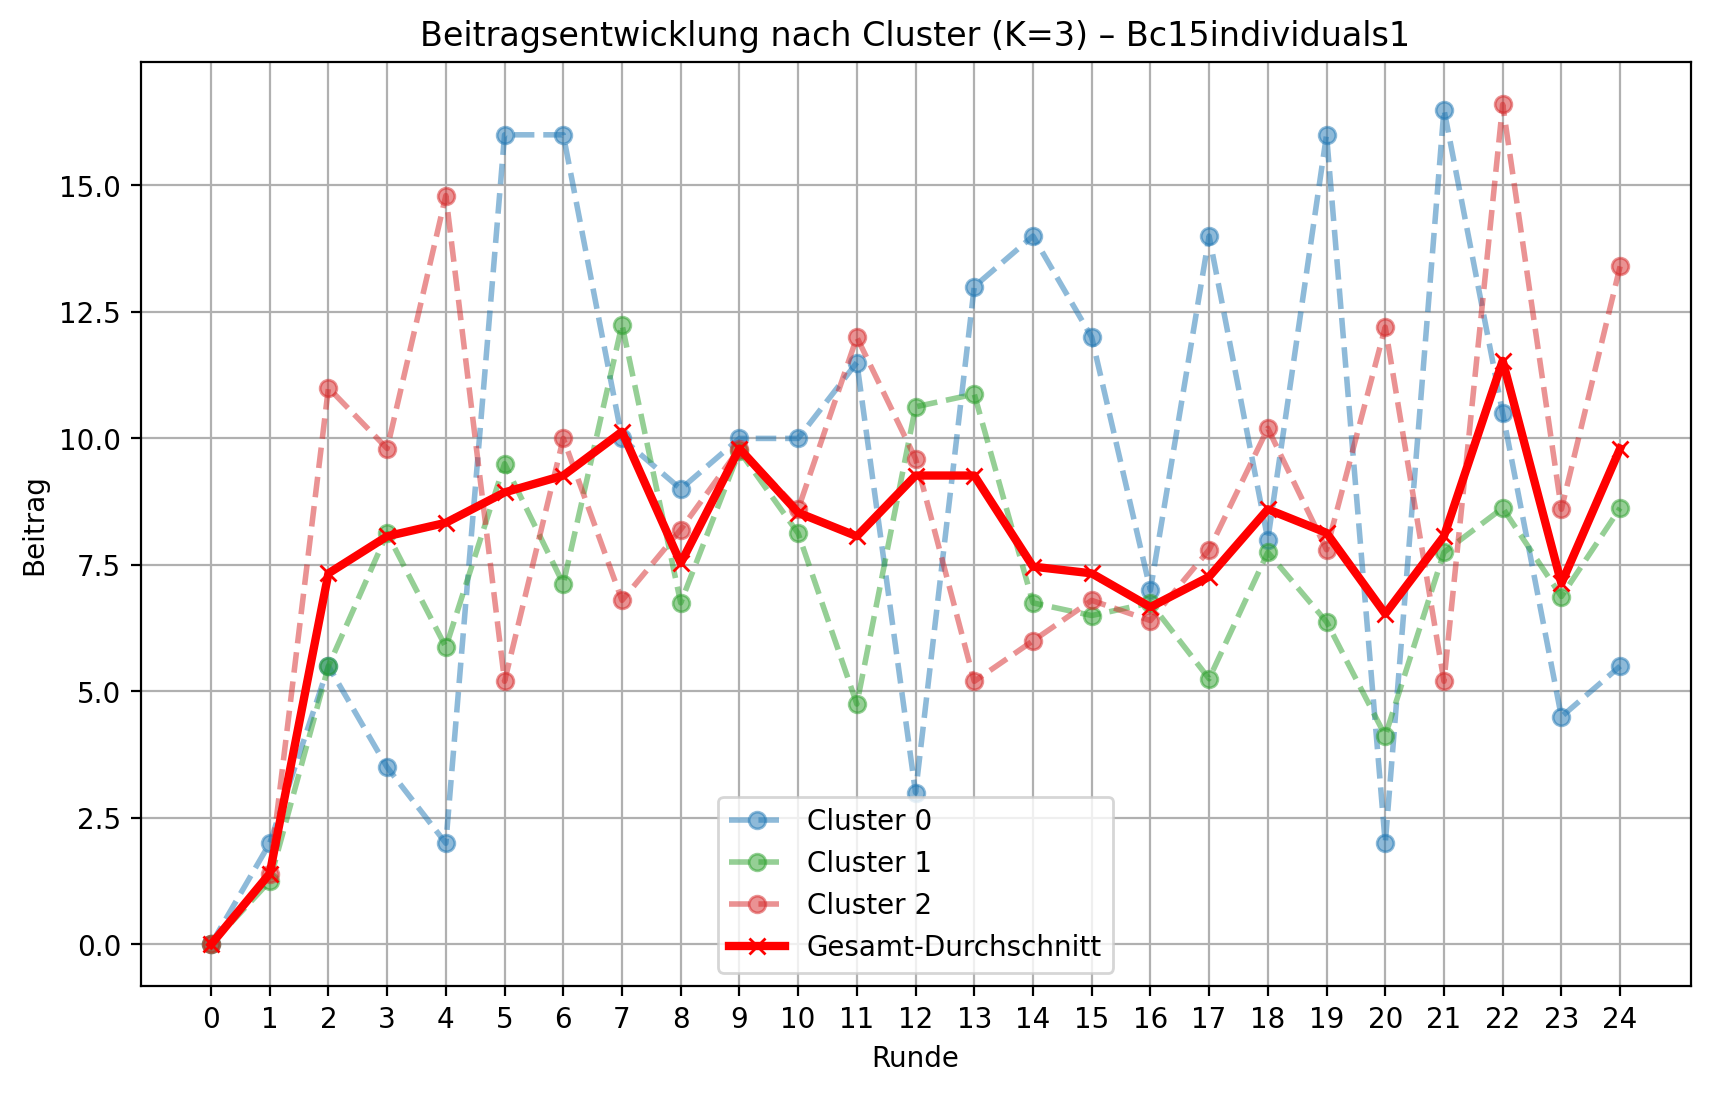 Beitragsentwicklung nach Cluster (K=3) – Bc15individuals1
Beitrag
15.0
12.5
10.0
7.5
5.0
2.5
0.0
Cluster 0
Cluster 1
Cluster 2
Gesamt-Durchschnitt
0 1 2 3 4 5 6 7 8 9 10 11 12 13 14 15 16 17 18 19 20 21 22 23 24
Runde